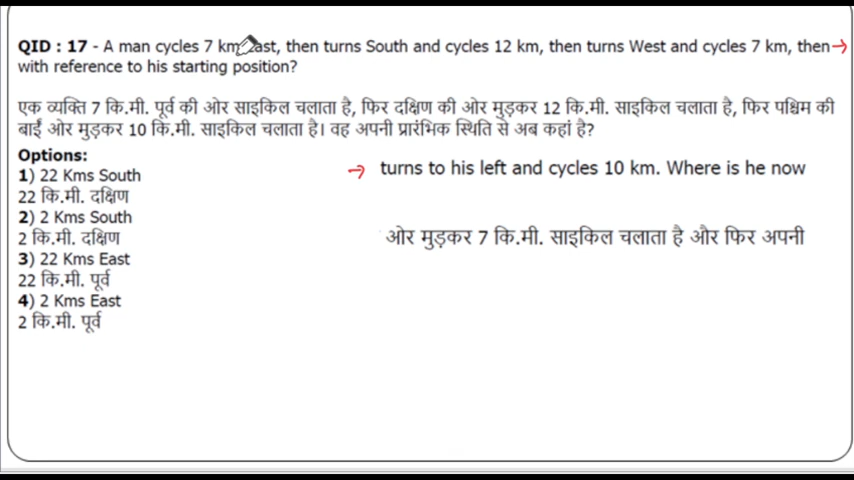 QID : 17 - A man cycles 7 km East, then turns South and cycles 12 km, then turns West and cycles 7 km, then
with reference to his starting position?
एक व्यक्ति 7 कि.मी. पूर्व की ओर साइकिल चलाता है, फिर दक्षिण की ओर मुड़कर 12 कि.मी. साइकिल चलाता है, फिर पश्चिम की
बाईं ओर मुड़कर 10 कि.मी. साइकिल चलाता है। वह अपनी प्रारंभिक स्थिति से अब कहां है?
Options:
1) 22 Kms South
22 कि.मी. दक्षिण
2) 2 Kms South
2 कि.मी. दक्षिण
3) 22 Kms East
22 कि.मी. पूर्व
4) 2 Kms East
2 कि.मी. पूर्व
turns to his left and cycles 10 km. Where is he now
ओर मुड़कर 7 कि.मी. साइकिल चलाता है और फिर अपनी